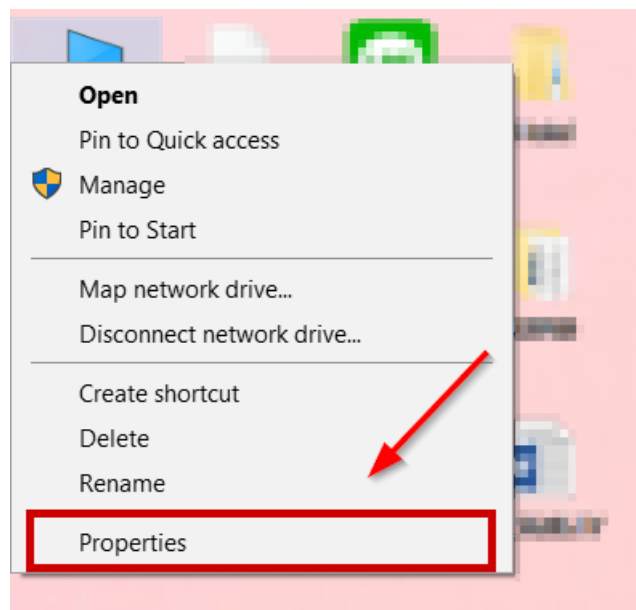 Open
Pin to Quick access
Manage
Pin to Start
Map network drive...
Disconnect network drive...
Create shortcut
Delete
Rename
Properties